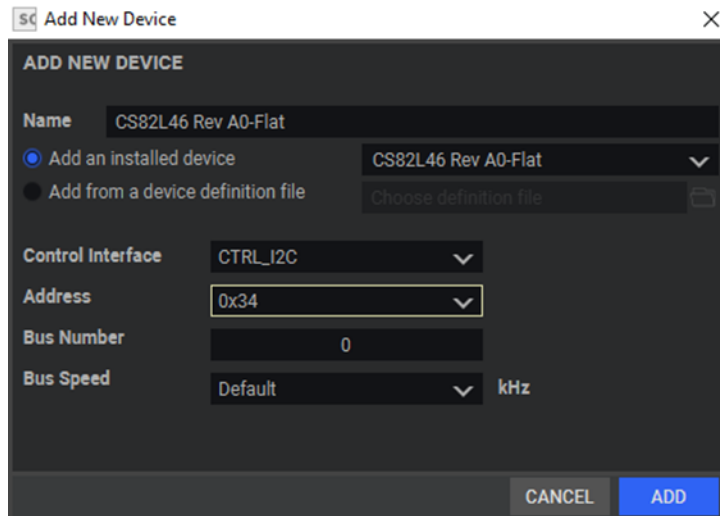 SC Add New Device
ADD NEW DEVICE
Name CS82L46 Rev A0-Flat
Add an installed device CS82L46 Rev A0-Flat
Add from a device definition file Choose definition file
Control Interface CTRL_I2C
Address 0x34
Bus Number 0
Bus Speed Default kHz
CANCEL ADD